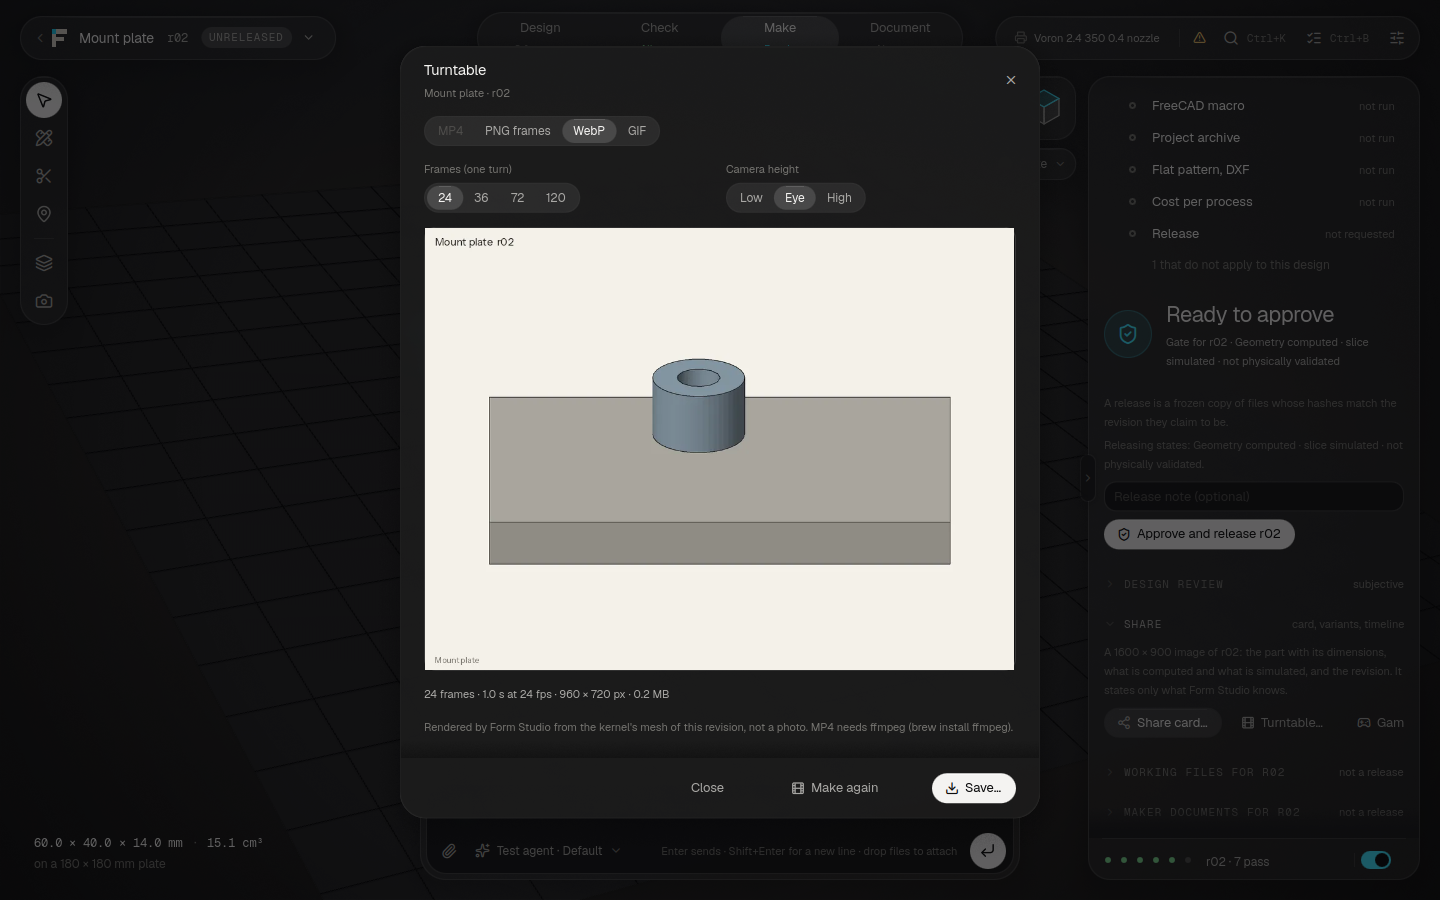 Mount plate r02 UNRELEASED
Design Check Make Document
Voron 2.4 350 0.4 nozzle
Ctrl+K
Ctrl+B
Turntable
Mount plate · r02
MP4 PNG frames WebP GIF
Frames (one turn)
24 36 72 120
Camera height
Low Eye High
Mount plate r02
Mount plate
24 frames · 1.0 s at 24 fps · 960 × 720 px · 0.2 MB
Rendered by Form Studio from the kernel's mesh of this revision, not a photo. MP4 needs ffmpeg (brew install ffmpeg).
Close Make again Save...
60.0 × 40.0 × 14.0 mm · 15.1 cm³
on a 180 × 180 mm plate
Test agent · Default
Enter sends · Shift+Enter for a new line · drop files to attach
FreeCAD macro not run
Project archive not run
Flat pattern, DXF not run
Cost per process not run
Release not requested
1 that do not apply to this design
Ready to approve
Gate for r02 · Geometry computed · slice
simulated · not physically validated
A release is a frozen copy of files whose hashes match the
revision they claim to be.
Releasing states: Geometry computed · slice simulated · not
physically validated.
Release note (optional)
Approve and release r02
DESIGN REVIEW subjective
SHARE card, variants, timeline
A 1600 × 900 image of r02: the part with its dimensions,
what is computed and what is simulated, and the revision. It
states only what Form Studio knows.
Share card... Turntable... Gam
WORKING FILES FOR R02 not a release
MAKER DOCUMENTS FOR R02 not a release
r02 · 7 pass